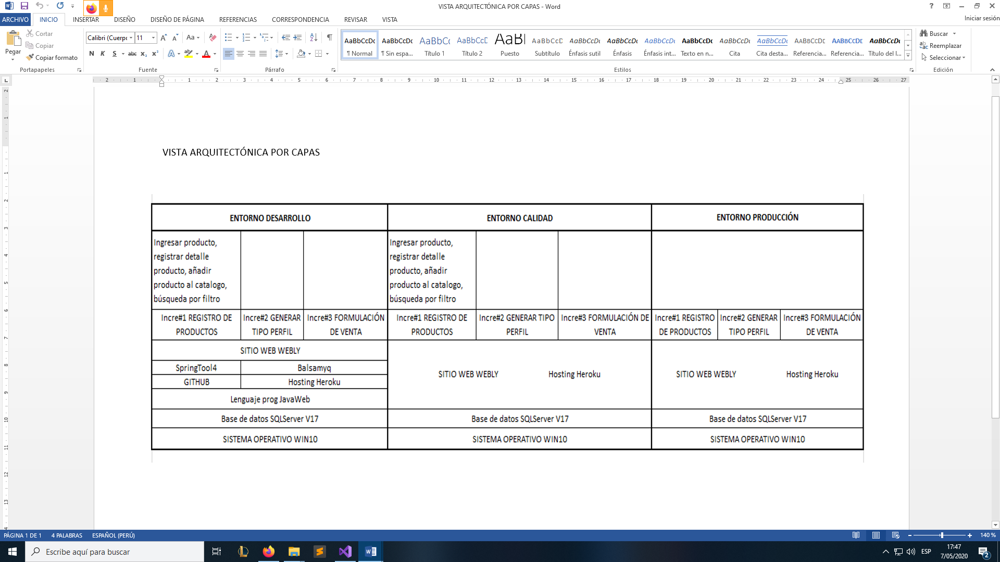 VISTA ARQUITECTÓNICA POR CAPAS - Word
Iniciar sesión
ARCHIVO INICIO INSERTAR DISEÑO DISEÑO DE PÁGINA REFERENCIAS CORRESPONDENCIA REVISAR VISTA
Pegar
Cortar
Copiar
Copiar formato
Portapapeles
Calibri (Cuerpo 11
N K S abc x₂ x²
Fuente
Párrafo
AaBbCcDc AaBbCcDc AaBbCc AaBbCcD AaBl AaBbCcD AaBbCcDc AaBbCcDc AaBbCcDc AaBbCcDc AaBbCcDc AaBbCcDc AaBbCcDc AaBbCcDc AaBbCcDc
¶ Normal ¶ Sin espa... Título 1 Título 2 Puesto Subtítulo Énfasis sutil Énfasis Énfasis int... Texto en n... Cita Cita desta... Referencia... Referencia... Título del l...
Estilos
Buscar
Reemplazar
Seleccionar
Edición
2 1 1 2 3 4 5 6 7 8 9 10 11 12 13 14 15 16 17 18 19 20 21 22 23 24 25 26 27
VISTA ARQUITECTÓNICA POR CAPAS
ENTORNO DESARROLLO ENTORNO CALIDAD ENTORNO PRODUCCIÓN
Ingresar producto,
registrar detalle
producto, añadir
producto al catalogo,
búsqueda por filtro
Ingresar producto,
registrar detalle
producto, añadir
producto al catalogo,
búsqueda por filtro
Incre#1 REGISTRO DE
PRODUCTOS
Incre#2 GENERAR
TIPO PERFIL
Incre#3 FORMULACIÓN
DE VENTA
Incre#1 REGISTRO DE
PRODUCTOS
Incre#2 GENERAR TIPO
PERFIL
Incre#3 FORMULACIÓN DE
VENTA
Incre#1 REGISTRO
DE PRODUCTOS
Incre#2 GENERAR
TIPO PERFIL
Incre#3 FORMULACIÓN
DE VENTA
SITIO WEB WEBLY
SpringTool4 Balsamyq
GITHUB Hosting Heroku
Lenguaje prog JavaWeb
SITIO WEB WEBLY Hosting Heroku
SITIO WEB WEBLY Hosting Heroku
Base de datos SQLServer V17 Base de datos SQLServer V17 Base de datos SQLServer V17
SISTEMA OPERATIVO WIN10 SISTEMA OPERATIVO WIN10 SISTEMA OPERATIVO WIN10
PÁGINA 1 DE 1 4 PALABRAS ESPAÑOL (PERÚ)
140 %
Escribe aquí para buscar
ESP
17:47
7/05/2020
2